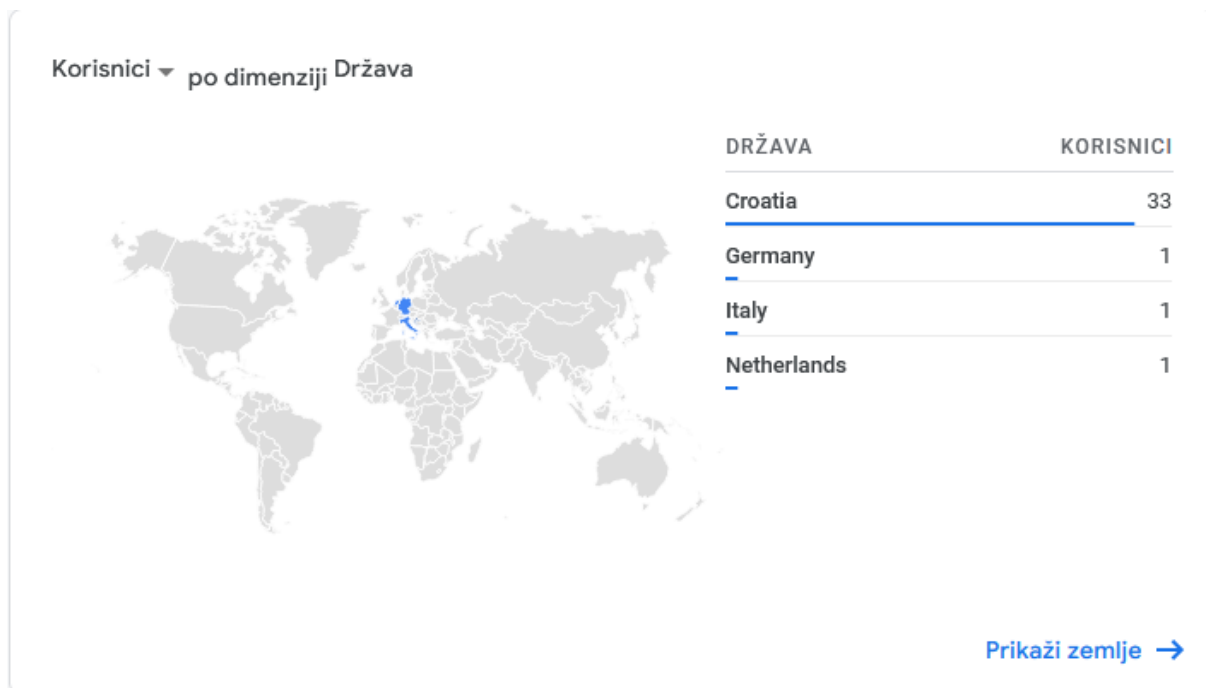 Korisnici po dimenziji Država
DRŽAVA KORISNICI
Croatia 33
Germany 1
Italy 1
Netherlands 1
Prikaži zemlje →